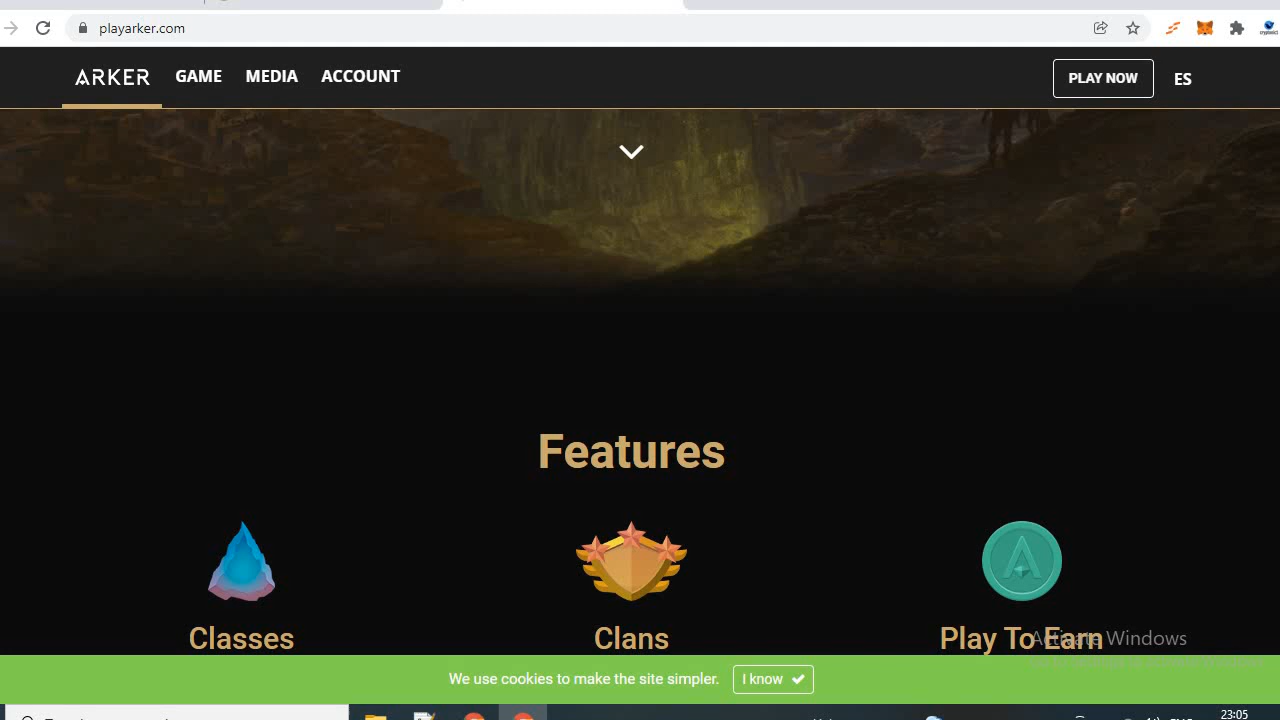 playarker.com
ARKER GAME MEDIA ACCOUNT PLAY NOW ES
Features
Classes Clans Play To Earn
Activate Windows
We use cookies to make the site simpler. I know
23:05